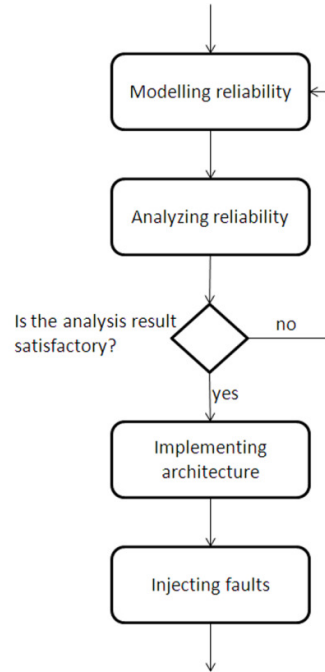 Modelling reliability
Analyzing reliability
Is the analysis result
satisfactory?
no
yes
Implementing
architecture
Injecting faults